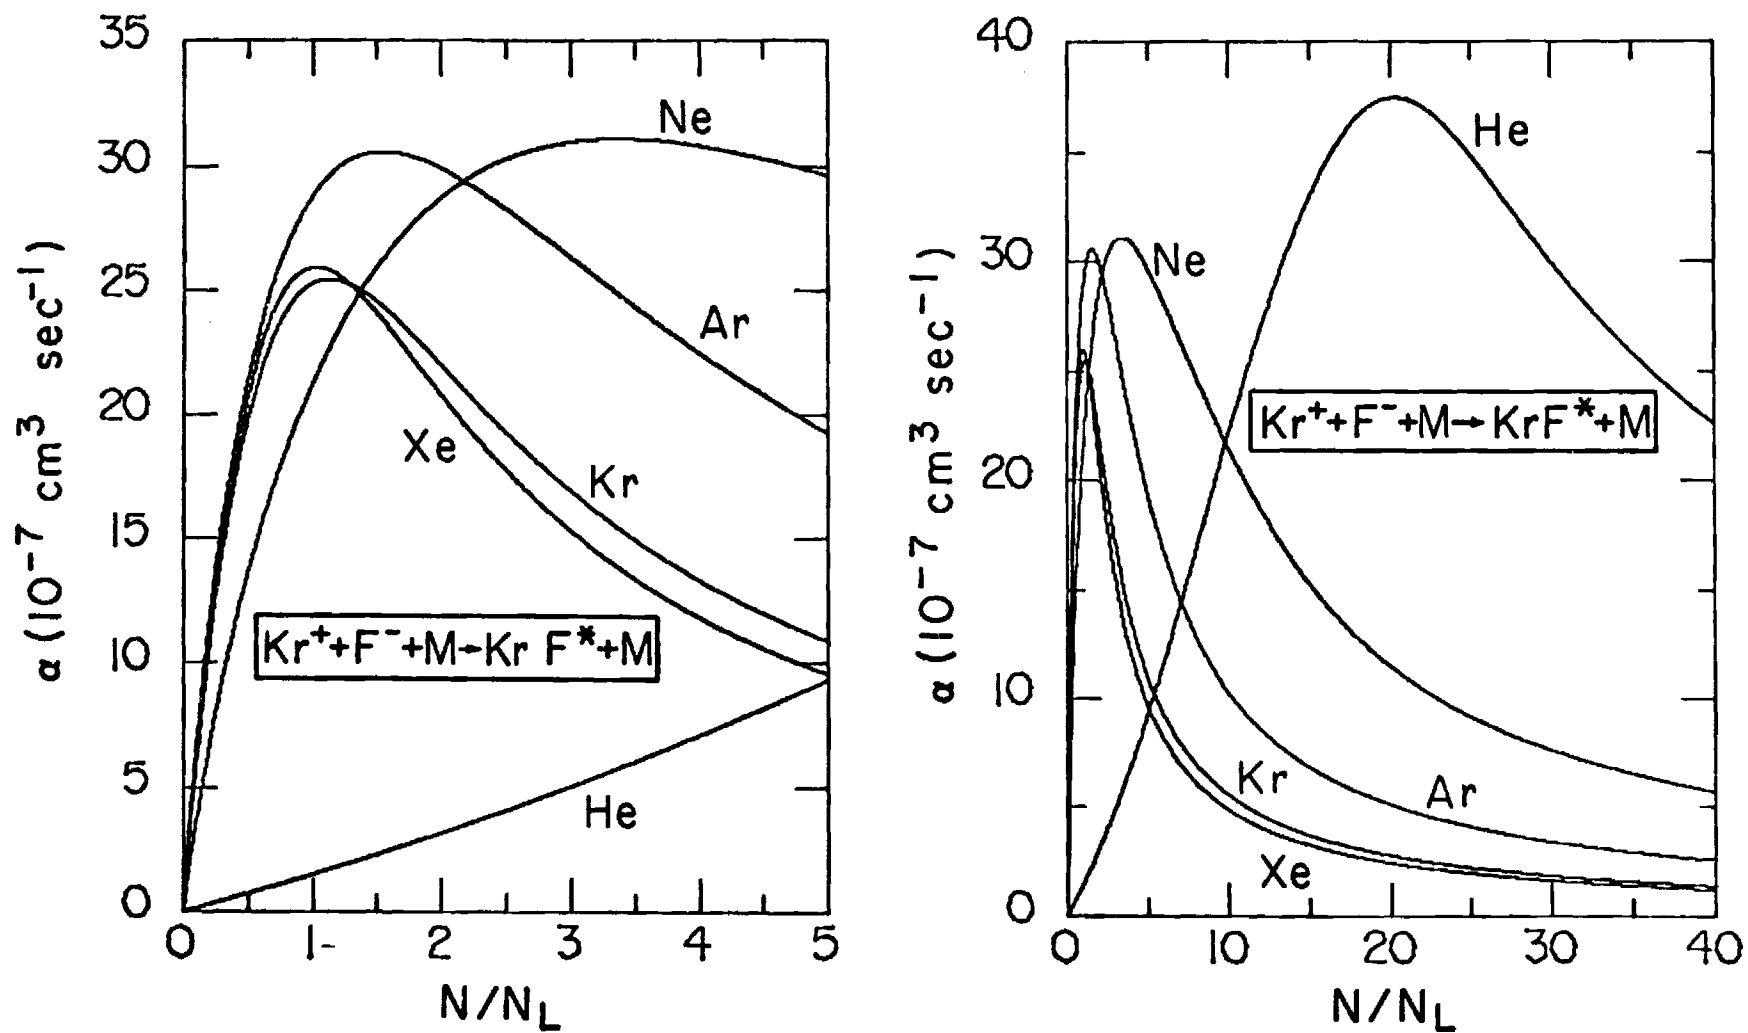 35
30
25
20
15
10
5
0
α (10⁻⁷ cm³ sec⁻¹)
Ne
Ar
Xe
Kr
He
Kr⁺+F⁻+M→Kr F*+M
0 1- 2 3 4 5
N/N_L
40
30
20
10
0
α (10⁻⁷ cm³ sec⁻¹)
He
Ne
Kr⁺+F⁻+M→KrF*+M
Kr
Ar
Xe
0 10 20 30 40
N/N_L